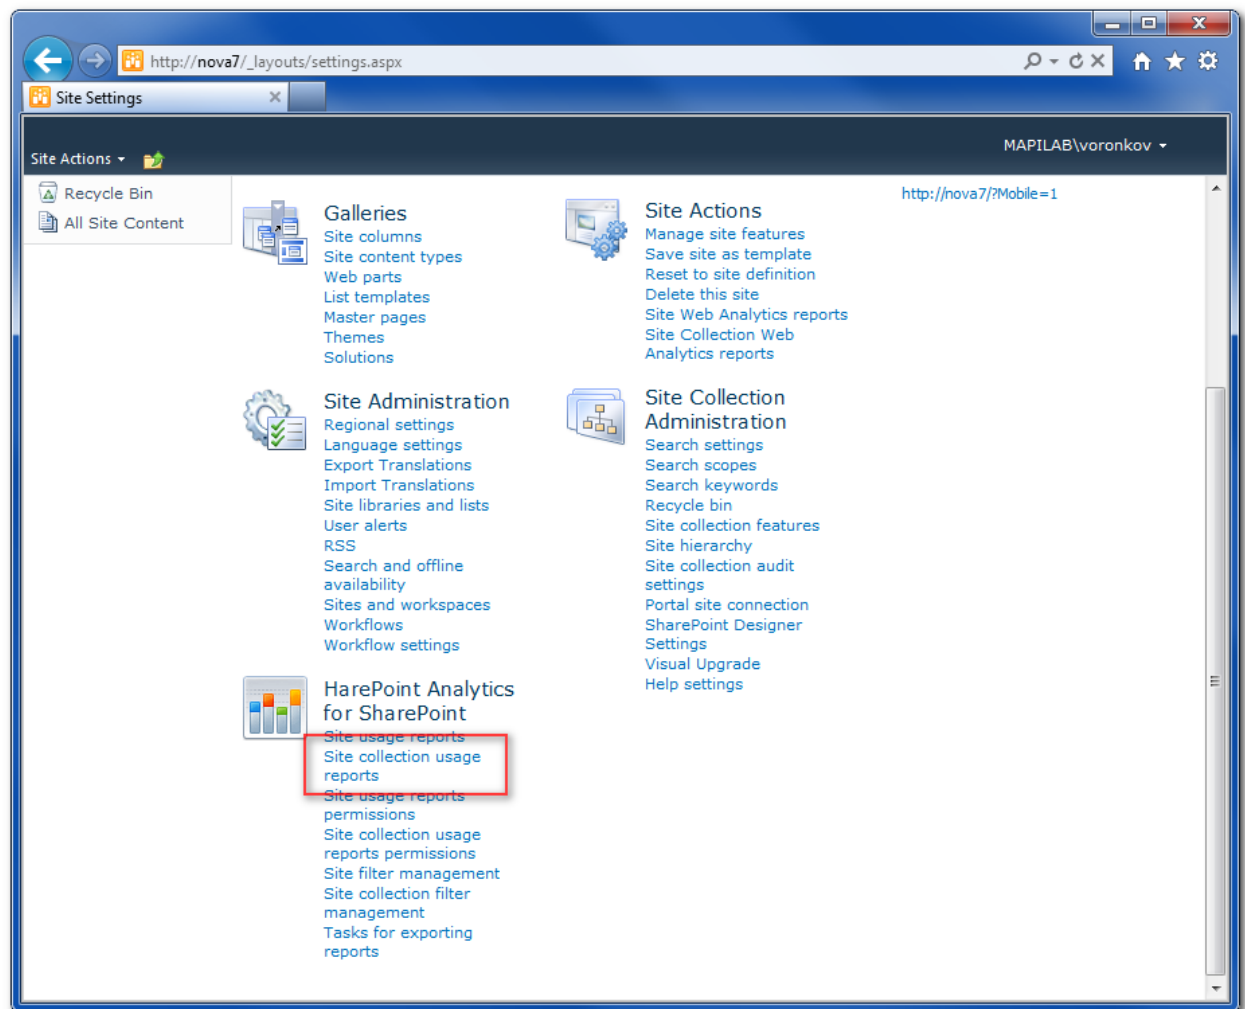 http://nova7/_layouts/settings.aspx
Site Settings
MAPILAB\voronkov
Site Actions
Recycle Bin
All Site Content
Galleries
Site columns
Site content types
Web parts
List templates
Master pages
Themes
Solutions
Site Actions
Manage site features
Save site as template
Reset to site definition
Delete this site
Site Web Analytics reports
Site Collection Web
Analytics reports
http://nova7/?Mobile=1
Site Administration
Regional settings
Language settings
Export Translations
Import Translations
Site libraries and lists
User alerts
RSS
Search and offline
availability
Sites and workspaces
Workflows
Workflow settings
Site Collection
Administration
Search settings
Search scopes
Search keywords
Recycle bin
Site collection features
Site hierarchy
Site collection audit
settings
Portal site connection
SharePoint Designer
Settings
Visual Upgrade
Help settings
HarePoint Analytics
for SharePoint
Site usage reports
Site collection usage
reports
Site usage reports
permissions
Site collection usage
reports permissions
Site filter management
Site collection filter
management
Tasks for exporting
reports